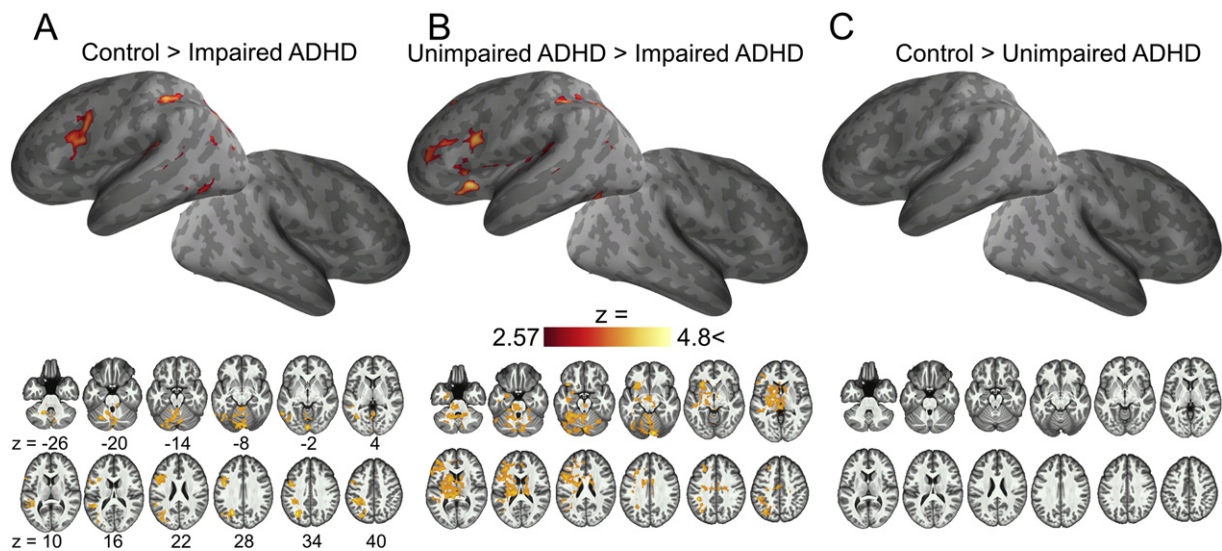 A B C
Control > Impaired ADHD Unimpaired ADHD > Impaired ADHD Control > Unimpaired ADHD
z =
2.57 4.8<
z = -26 -20 -14 -8 -2 4
z = 10 16 22 28 34 40